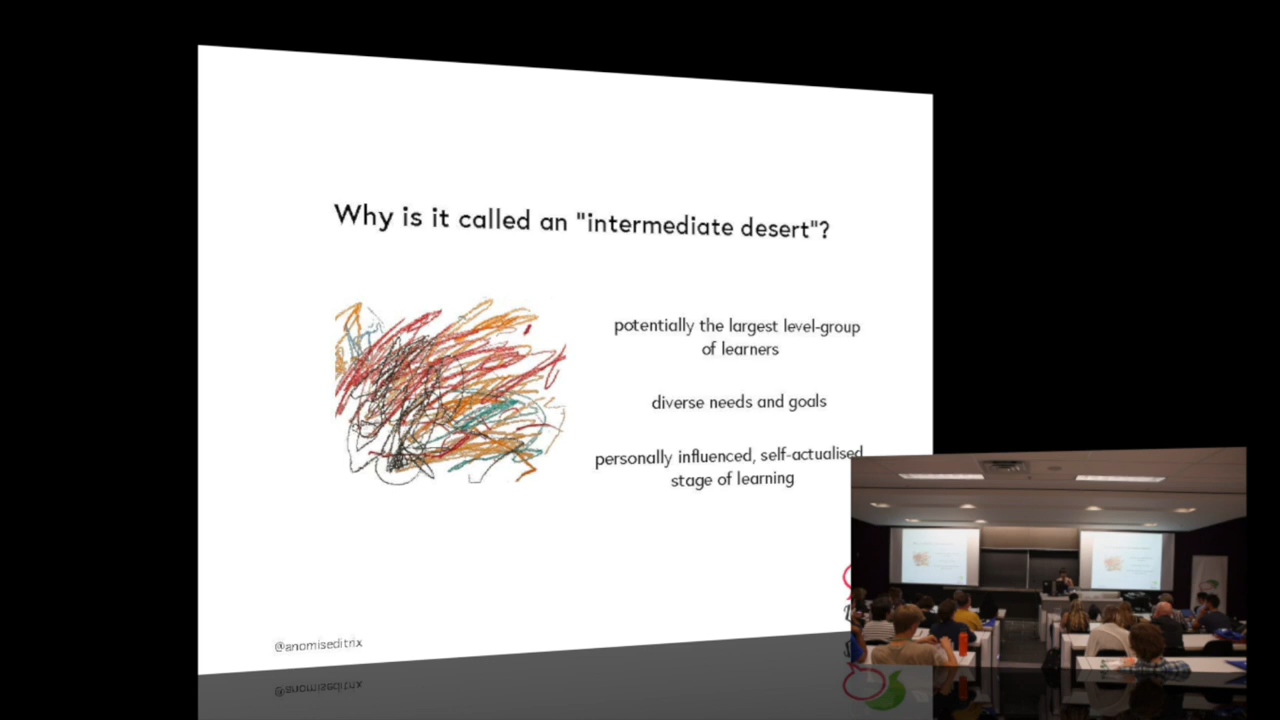 Why is it called an "intermediate desert"?
potentially the largest level-group
of learners
diverse needs and goals
personally influenced, self-actualised
stage of learning
@anomiseditrix